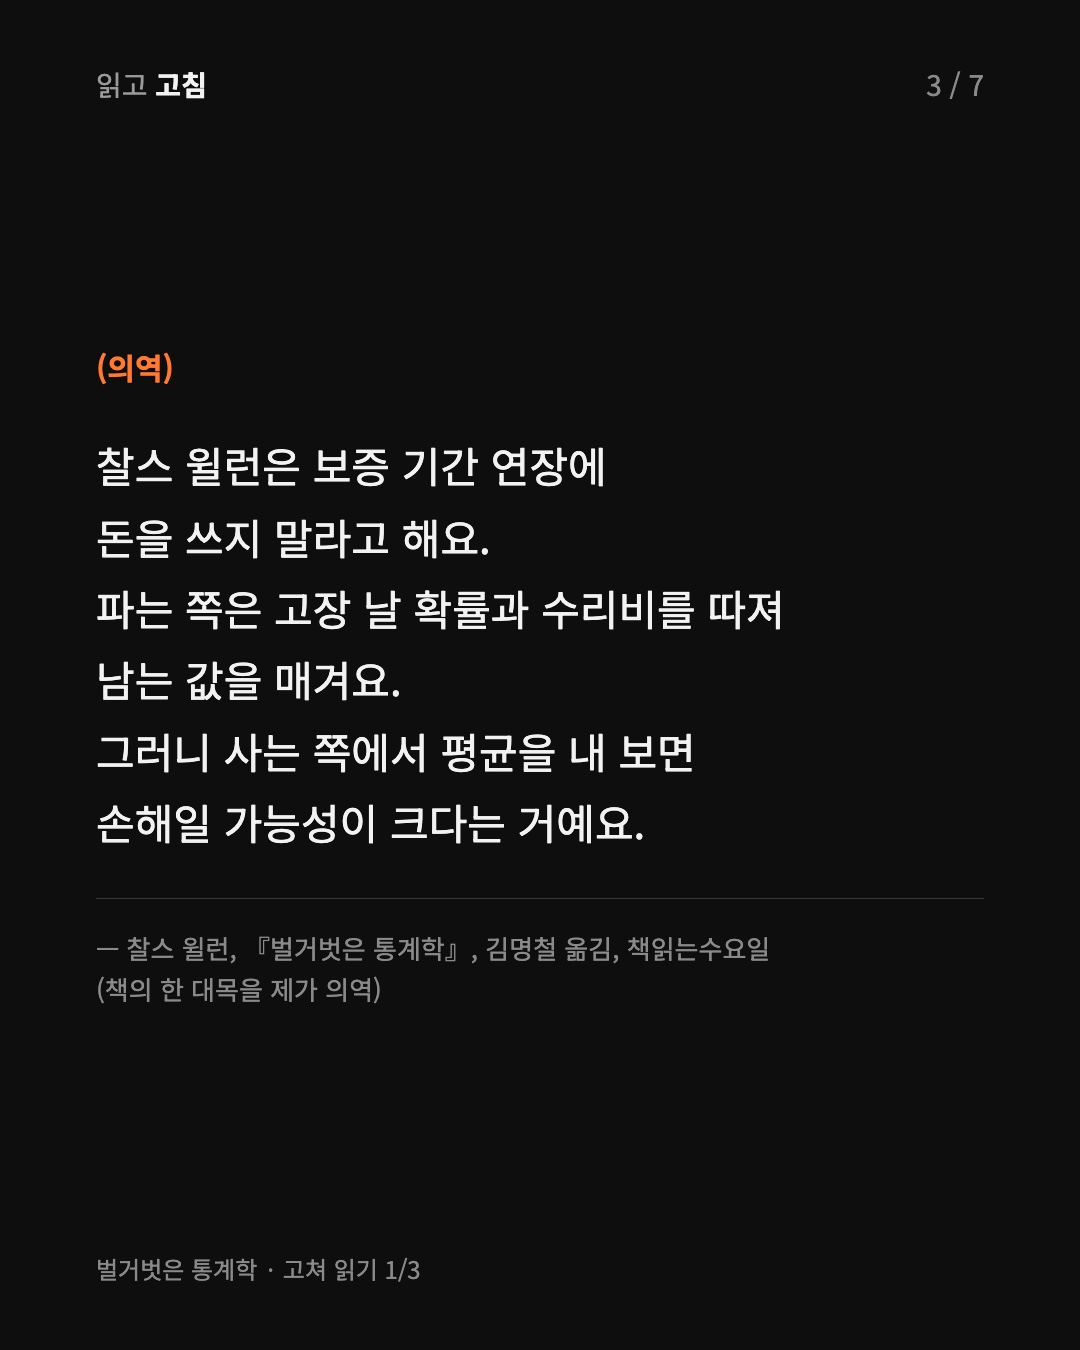 읽고 고침
3 / 7
(의역)
찰스 윌런은 보증 기간 연장에
돈을 쓰지 말라고 해요.
파는 쪽은 고장 날 확률과 수리비를 따져
남는 값을 매겨요.
그러니 사는 쪽에서 평균을 내 보면
손해일 가능성이 크다는 거예요.
— 찰스 윌런, 『벌거벗은 통계학』, 김명철 옮김, 책읽는수요일
(책의 한 대목을 제가 의역)
벌거벗은 통계학 · 고쳐 읽기 1/3